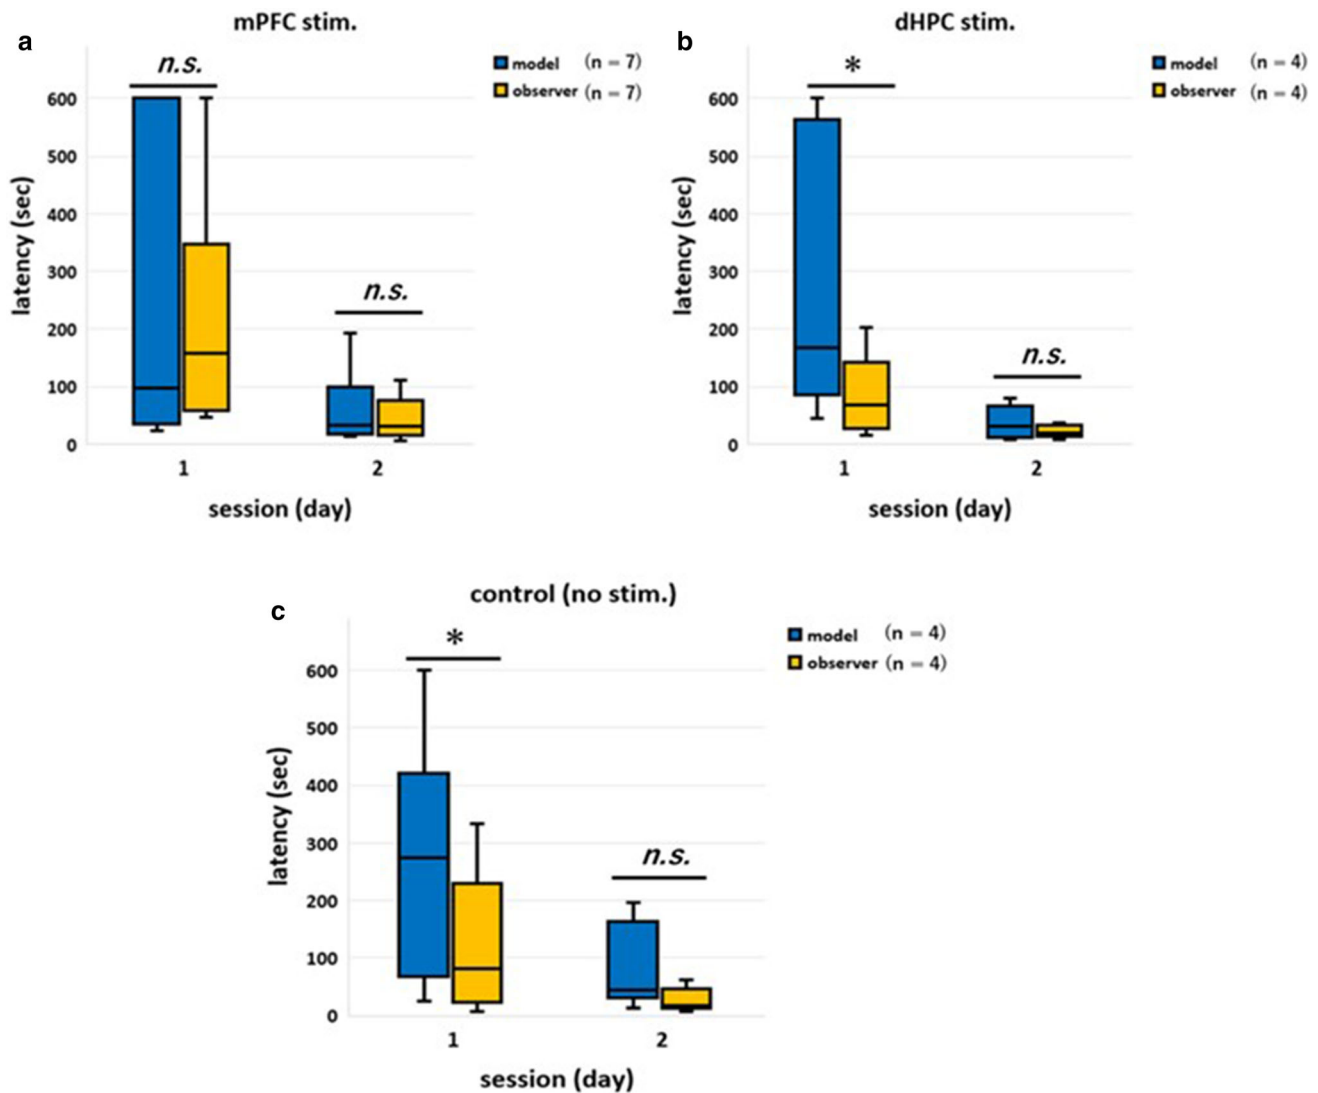 mPFC stim.
a
n.s.
model (n = 7)
observer (n = 7)
600
500
400
300
200
100
0
n.s.
latency (sec)
1
2
session (day)
dHPC stim.
b
*
model (n = 4)
observer (n = 4)
600
500
400
300
200
100
0
n.s.
latency (sec)
1
2
session (day)
control (no stim.)
c
*
model (n = 4)
observer (n = 4)
600
500
400
300
200
100
0
n.s.
latency (sec)
1
2
session (day)